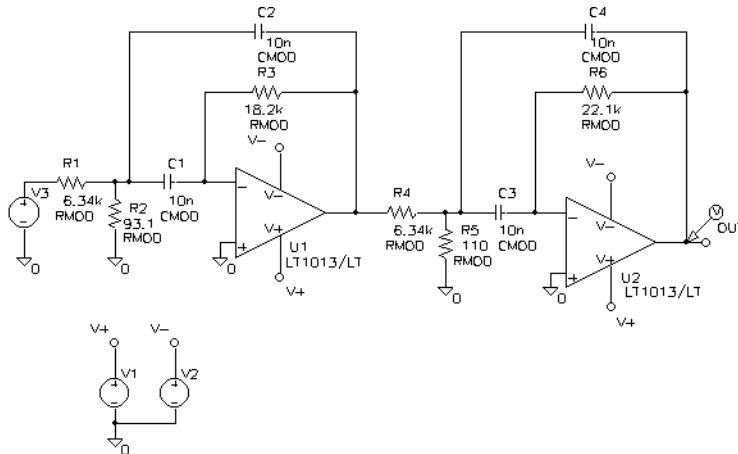 C2
10n
CMOD
R3
18.2k
RMOD
V-
R1
6.34k
RMOD
C1
10n
CMOD
V3
R2
93.1
RMOD
0
-
V-
V+
+
U1
LT1013/LT
0
V+
C4
10n
CMOD
R6
22.1k
RMOD
V-
R4
6.34k
RMOD
C3
10n
CMOD
R5
110
RMOD
0
-
V-
V+
+
U2
LT1013/LT
0
V+
V
OUT
V+
V-
V1
V2
0
0